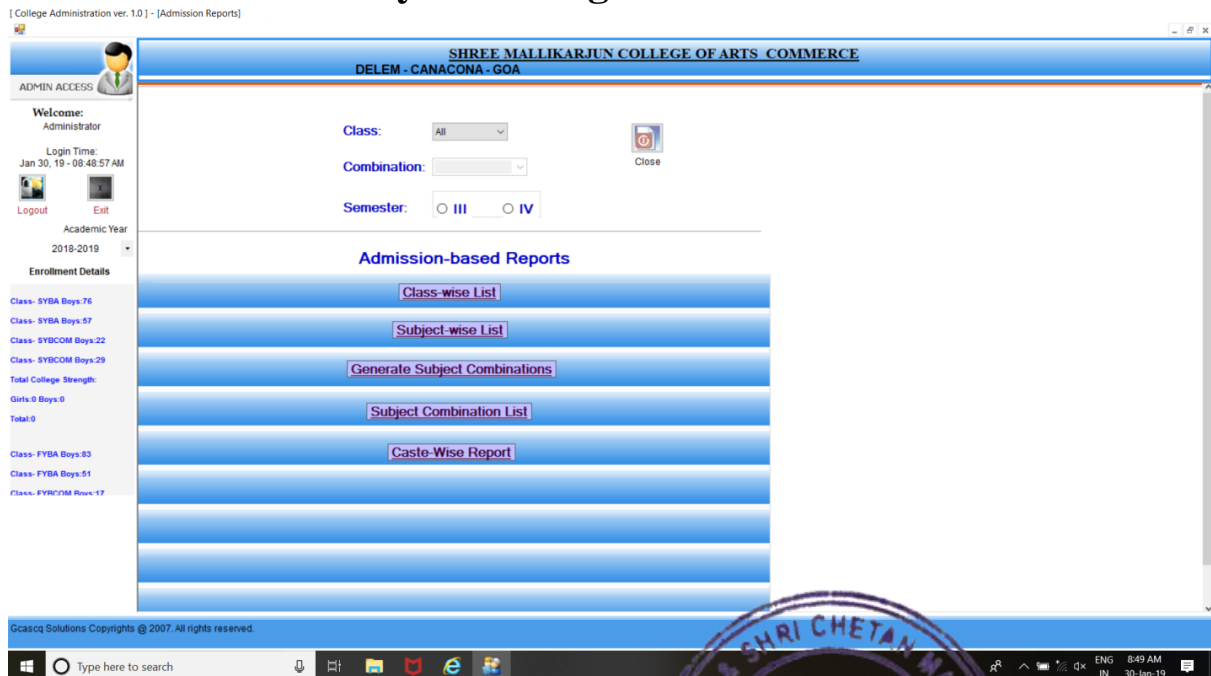 [ College Administration ver. 1.0 ] - [Admission Reports]
SHREE MALLIKARJUN COLLEGE OF ARTS COMMERCE
DELEM - CANACONA - GOA
ADMIN ACCESS
Welcome:
Administrator
Login Time:
Jan 30, 19 - 08:48:57 AM
Logout Exit
Academic Year
2018-2019
Enrollment Details
Class- SYBA Boys:76
Class- SYBA Boys:57
Class- SYBCOM Boys:22
Class- SYBCOM Boys:29
Total College Strength:
Girls:0 Boys:0
Total:0
Class- FYBA Boys:83
Class- FYBA Boys:51
Class- FYBCOM Boys:17
Class: All
Close
Combination:
Semester: III IV
Admission-based Reports
Class-wise List
Subject-wise List
Generate Subject Combinations
Subject Combination List
Caste-Wise Report
Gcascq Solutions Copyrights @ 2007. All rights reserved.
SHRI CHETAN
Type here to search
ENG 8:49 AM
IN 30-Jan-19